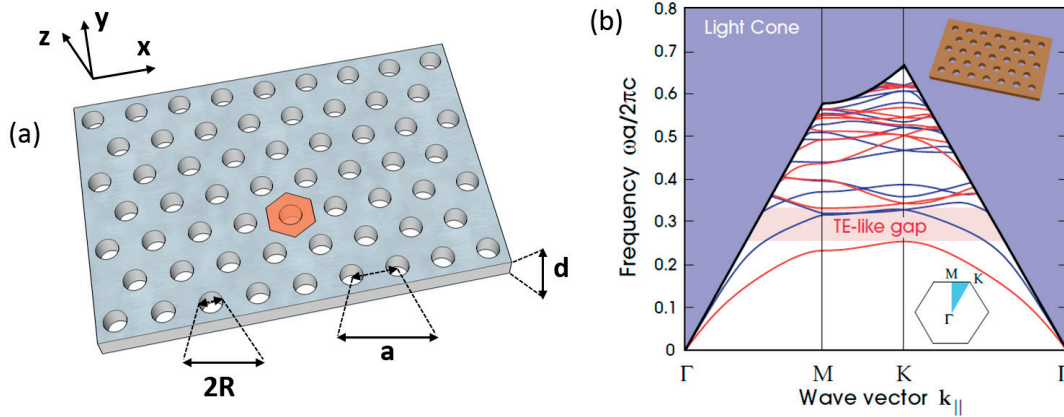 (a)
y
z
x
d
a
2R
(b)
Frequency ωa/2πc
0.8
0.7
0.6
0.5
0.4
0.3
0.2
0.1
0
Light Cone
TE-like gap
M
K
Γ
Γ
M
K
Γ
Wave vector k||